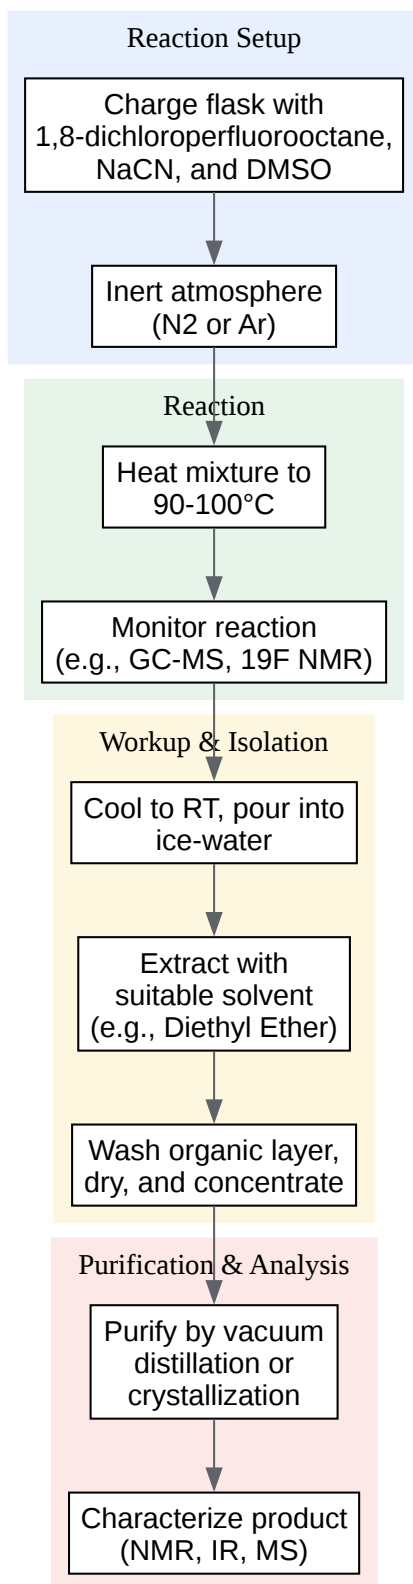 Reaction Setup
Charge flask with
1,8-dichloroperfluorooctane,
NaCN, and DMSO
Inert atmosphere
(N2 or Ar)
Reaction
Heat mixture to
90-100°C
Monitor reaction
(e.g., GC-MS, 19F NMR)
Workup & Isolation
Cool to RT, pour into
ice-water
Extract with
suitable solvent
(e.g., Diethyl Ether)
Wash organic layer,
dry, and concentrate
Purification & Analysis
Purify by vacuum
distillation or
crystallization
Characterize product
(NMR, IR, MS)